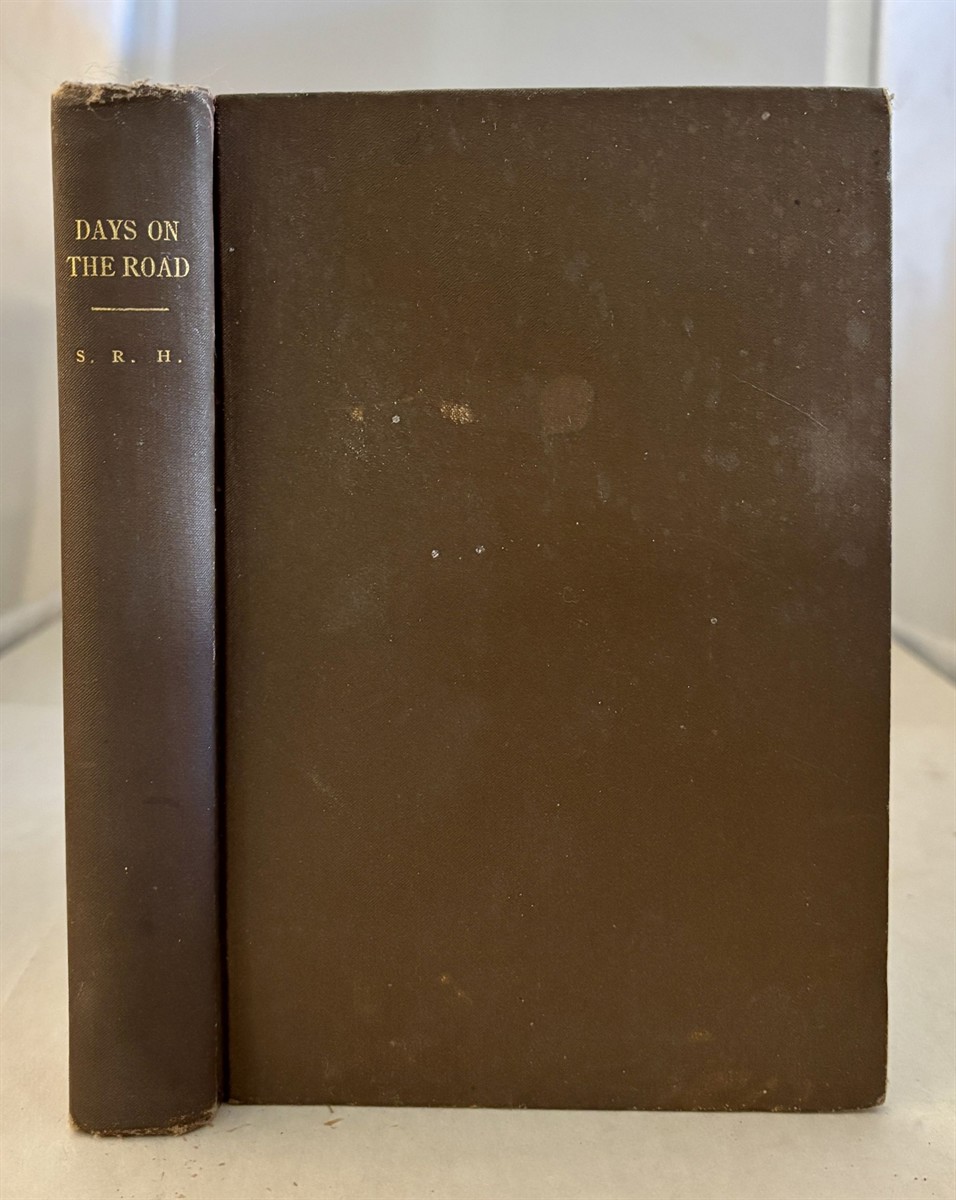 DAYS ON
THE ROAD
S. R. H.